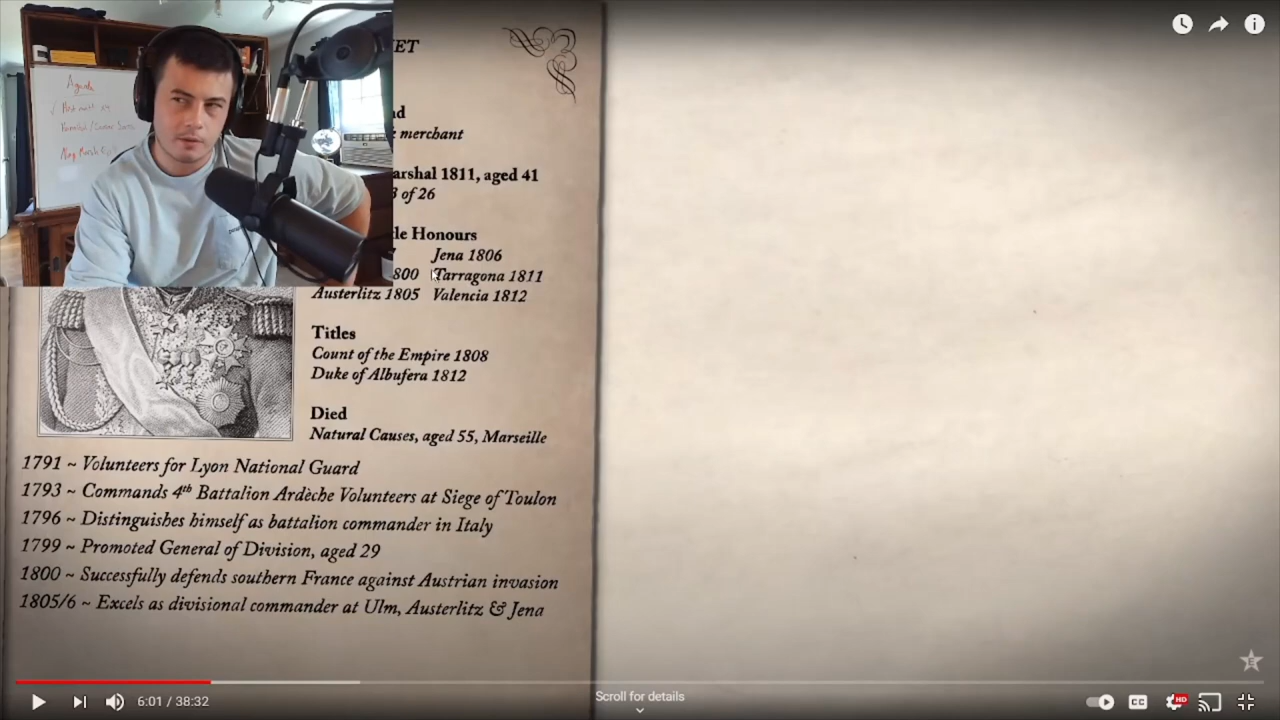 ET
d
merchant
arshal 1811, aged 41
3 of 26
tle Honours
Jena 1806
800 Tarragona 1811
Austerlitz 1805 Valencia 1812
Titles
Count of the Empire 1808
Duke of Albufera 1812
Died
Natural Causes, aged 55, Marseille
1791 ~ Volunteers for Lyon National Guard
1793 ~ Commands 4th Battalion Ardèche Volunteers at Siege of Toulon
1796 ~ Distinguishes himself as battalion commander in Italy
1799 ~ Promoted General of Division, aged 29
1800 ~ Successfully defends southern France against Austrian invasion
1805/6 ~ Excels as divisional commander at Ulm, Austerlitz & Jena
6:01 / 38:32
Scroll for details
CC
HD
E